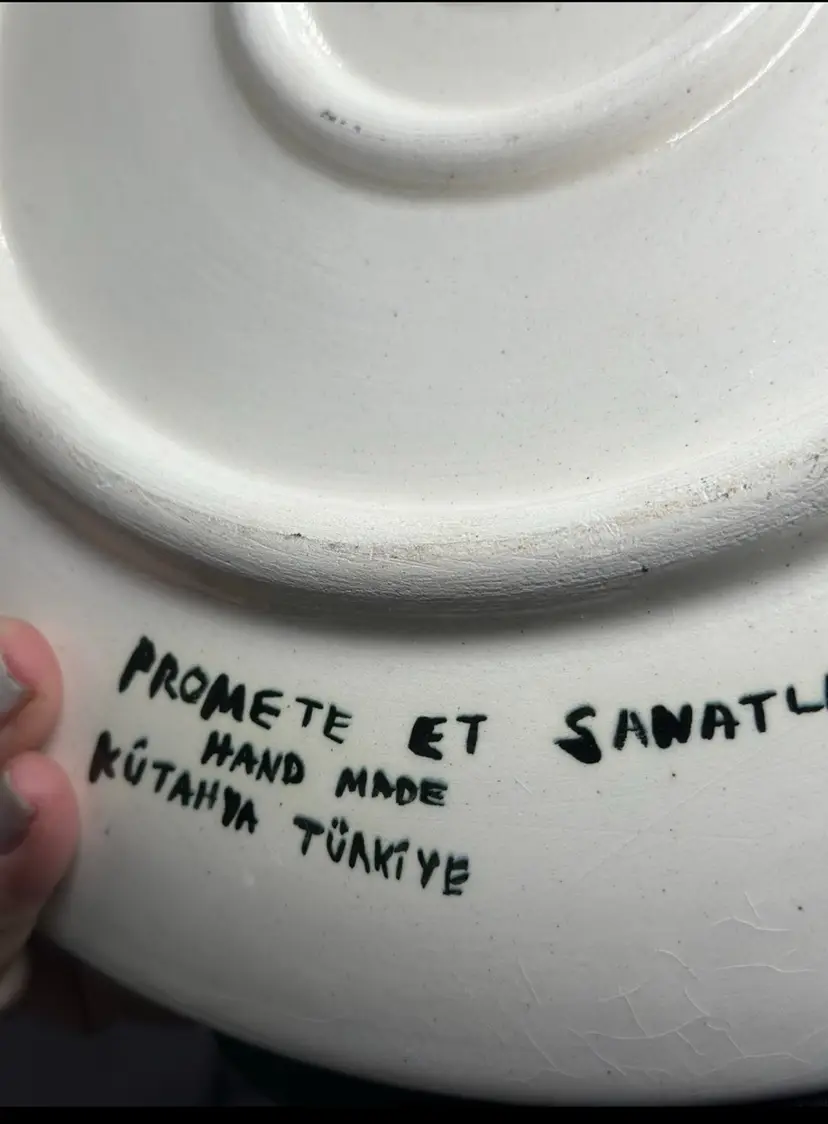 PROMETE ET SANATL
HAND MADE
KÜTAHYA TÜRKİYE